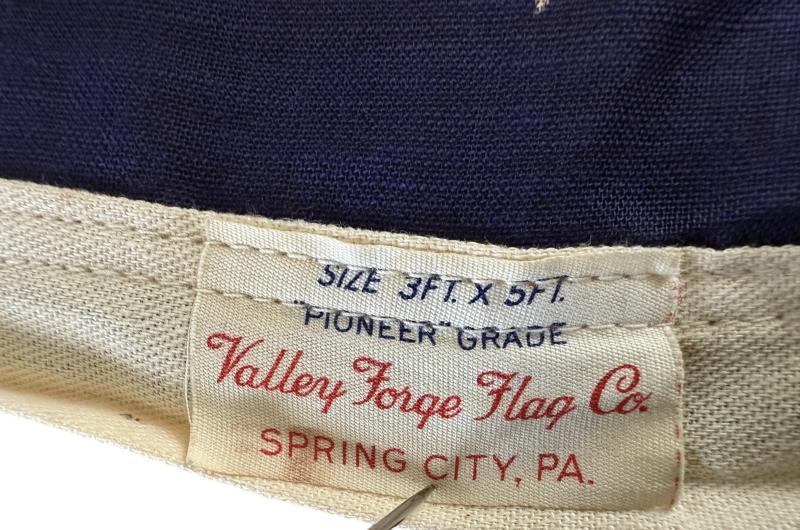 SIZE 3FT. X 5FT.
"PIONEER" GRADE
Valley Forge Flag Co.
SPRING CITY, PA.